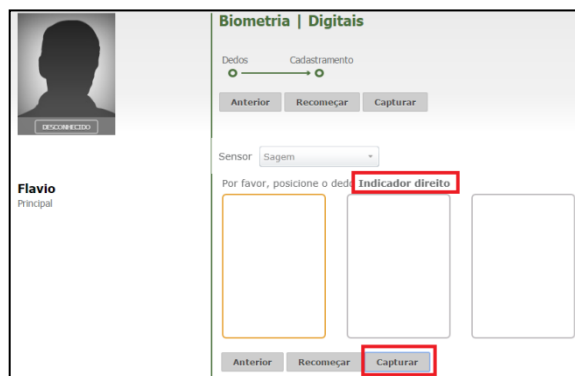 Biometria | Digitais
Dedos Cadastramento
Anterior Recomeçar Capturar
DESCONHECIDO
Sensor Sagem
Por favor, posicione o dedo Indicador direito
Flavio
Principal
Anterior Recomeçar Capturar